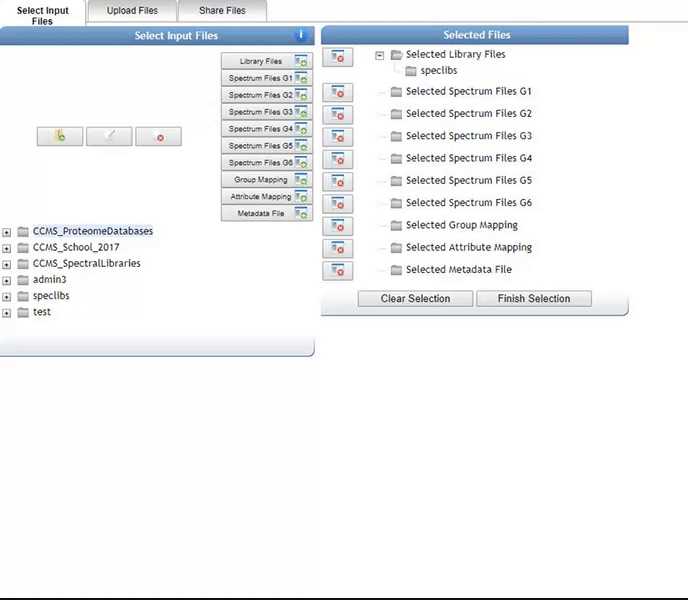 Select Input Files
Upload Files
Share Files
Select Input Files
i
Selected Files
Library Files
Spectrum Files G1
Spectrum Files G2
Spectrum Files G3
Spectrum Files G4
Spectrum Files G5
Spectrum Files G6
Group Mapping
Attribute Mapping
Metadata File
CCMS_ProteomeDatabases
CCMS_School_2017
CCMS_SpectralLibraries
admin3
speclibs
test
Selected Library Files
speclibs
Selected Spectrum Files G1
Selected Spectrum Files G2
Selected Spectrum Files G3
Selected Spectrum Files G4
Selected Spectrum Files G5
Selected Spectrum Files G6
Selected Group Mapping
Selected Attribute Mapping
Selected Metadata File
Clear Selection
Finish Selection